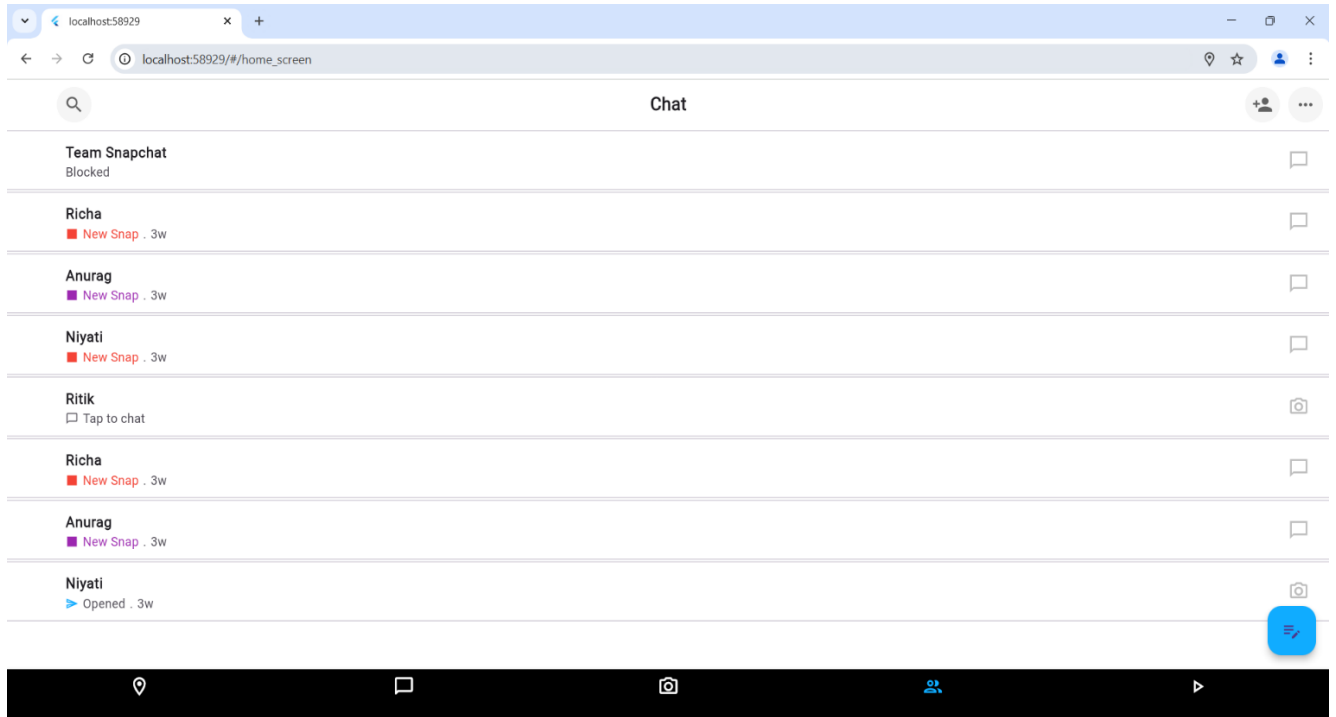 localhost:58929
localhost:58929/#/home_screen
Chat
Team Snapchat
Blocked
Richa
New Snap . 3w
Anurag
New Snap . 3w
Niyati
New Snap . 3w
Ritik
Tap to chat
Richa
New Snap . 3w
Anurag
New Snap . 3w
Niyati
Opened . 3w